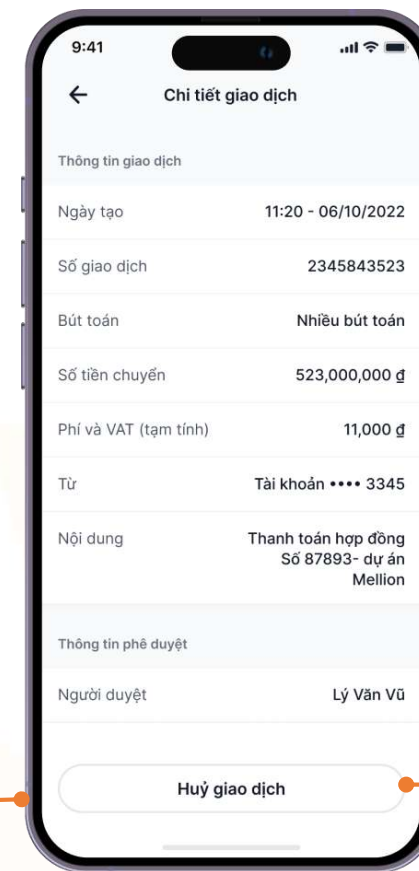 9:41
Chi tiết giao dịch
Thông tin giao dịch
Ngày tạo 11:20 - 06/10/2022
Số giao dịch 2345843523
Bút toán Nhiều bút toán
Số tiền chuyển 523,000,000 ₫
Phí và VAT (tạm tính) 11,000 ₫
Từ Tài khoản •••• 3345
Nội dung Thanh toán hợp đồng
Số 87893- dự án
Mellion
Thông tin phê duyệt
Người duyệt Lý Văn Vũ
Huỷ giao dịch